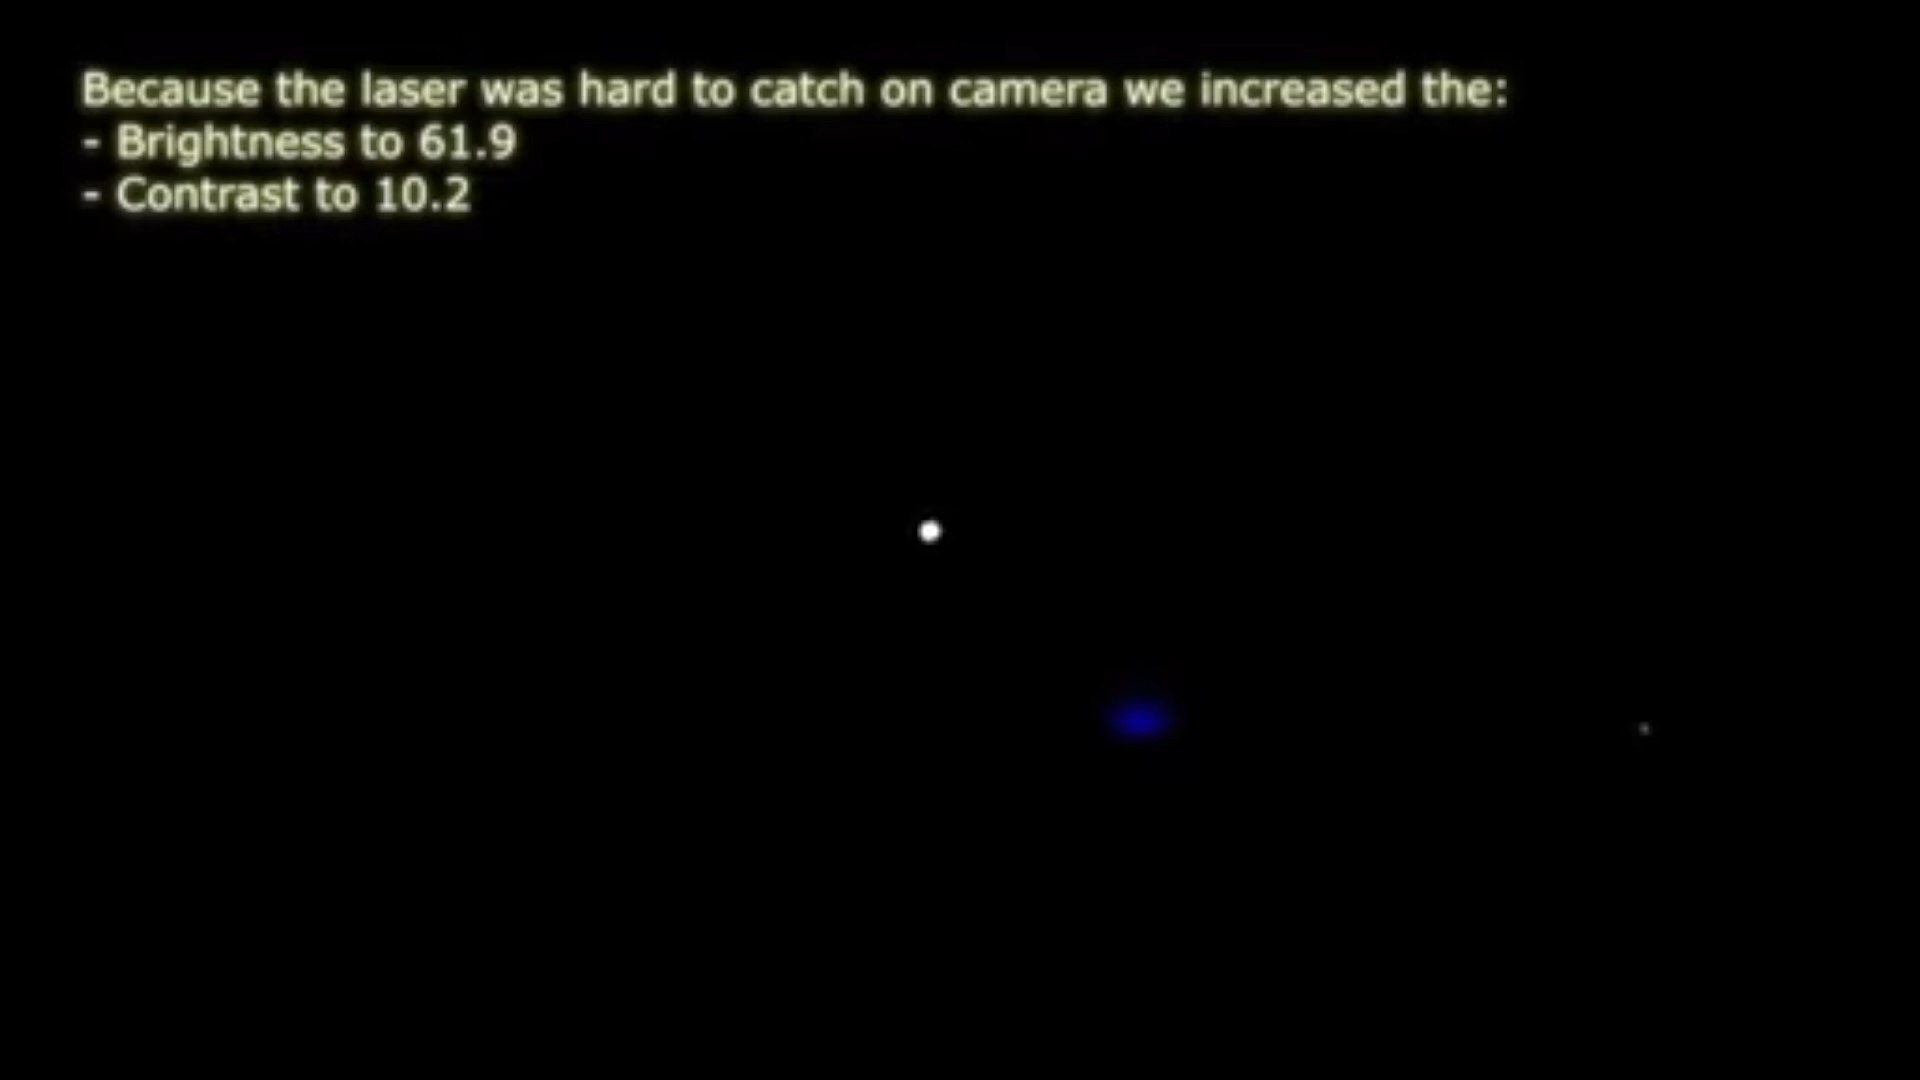 Because the laser was hard to catch on camera we increased the:
- Brightness to 61.9
- Contrast to 10.2